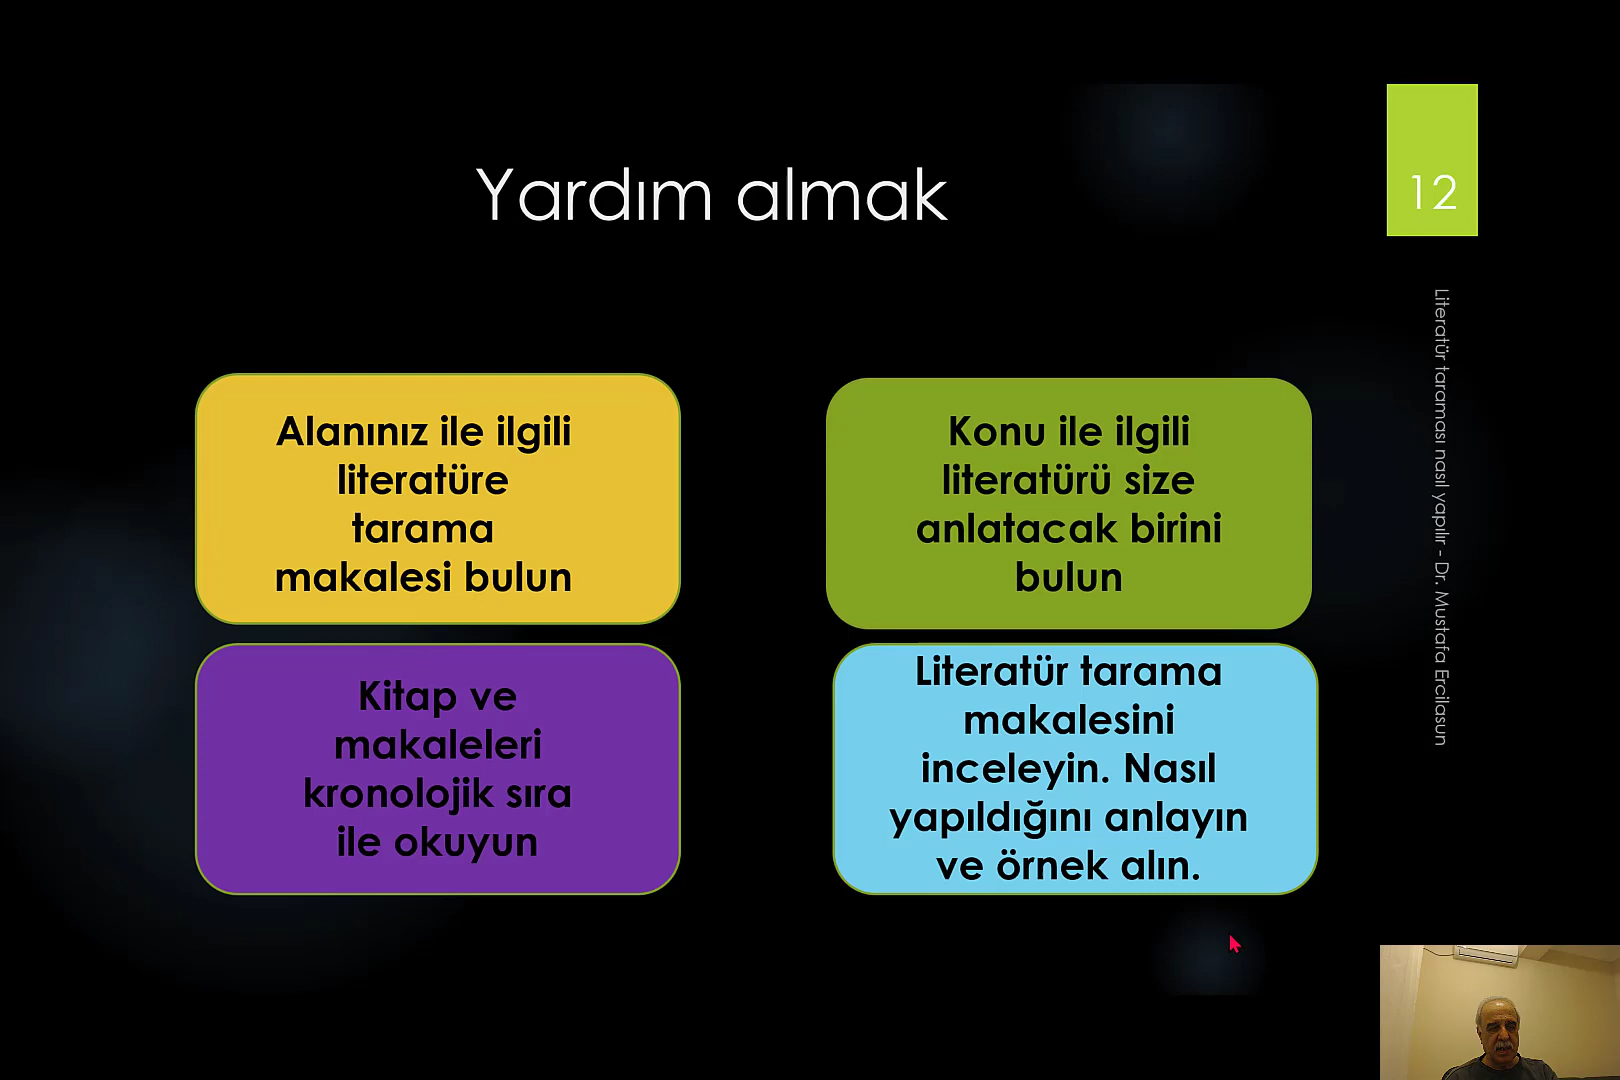 Yardım almak
12
Alanınız ile ilgili
literatüre
tarama
makalesi bulun
Konu ile ilgili
literatürü size
anlatacak birini
bulun
Kitap ve
makaleleri
kronolojik sıra
ile okuyun
Literatür tarama
makalesini
inceleyin. Nasıl
yapıldığını anlayın
ve örnek alın.
Literatür taraması nasıl yapılır - Dr. Mustafa Ercilasun